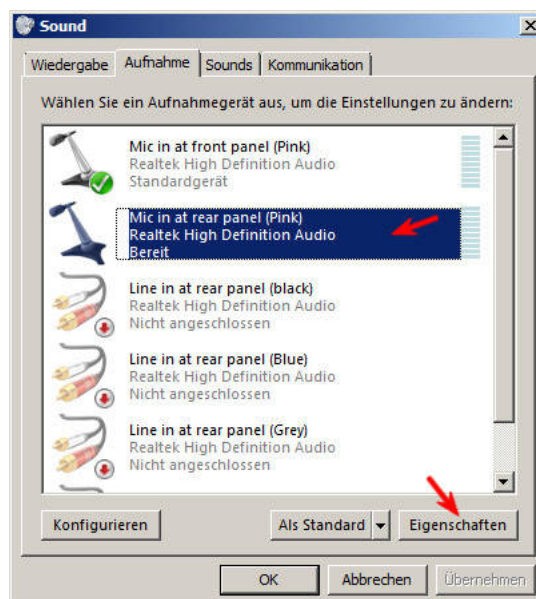 Sound
Wiedergabe Aufnahme Sounds Kommunikation
Wählen Sie ein Aufnahmegerät aus, um die Einstellungen zu ändern:
Mic in at front panel (Pink)
Realtek High Definition Audio
Standardgerät
Mic in at rear panel (Pink)
Realtek High Definition Audio
Bereit
Line in at rear panel (black)
Realtek High Definition Audio
Nicht angeschlossen
Line in at rear panel (Blue)
Realtek High Definition Audio
Nicht angeschlossen
Line in at rear panel (Grey)
Realtek High Definition Audio
Nicht angeschlossen
Konfigurieren Als Standard Eigenschaften
OK Abbrechen Übernehmen